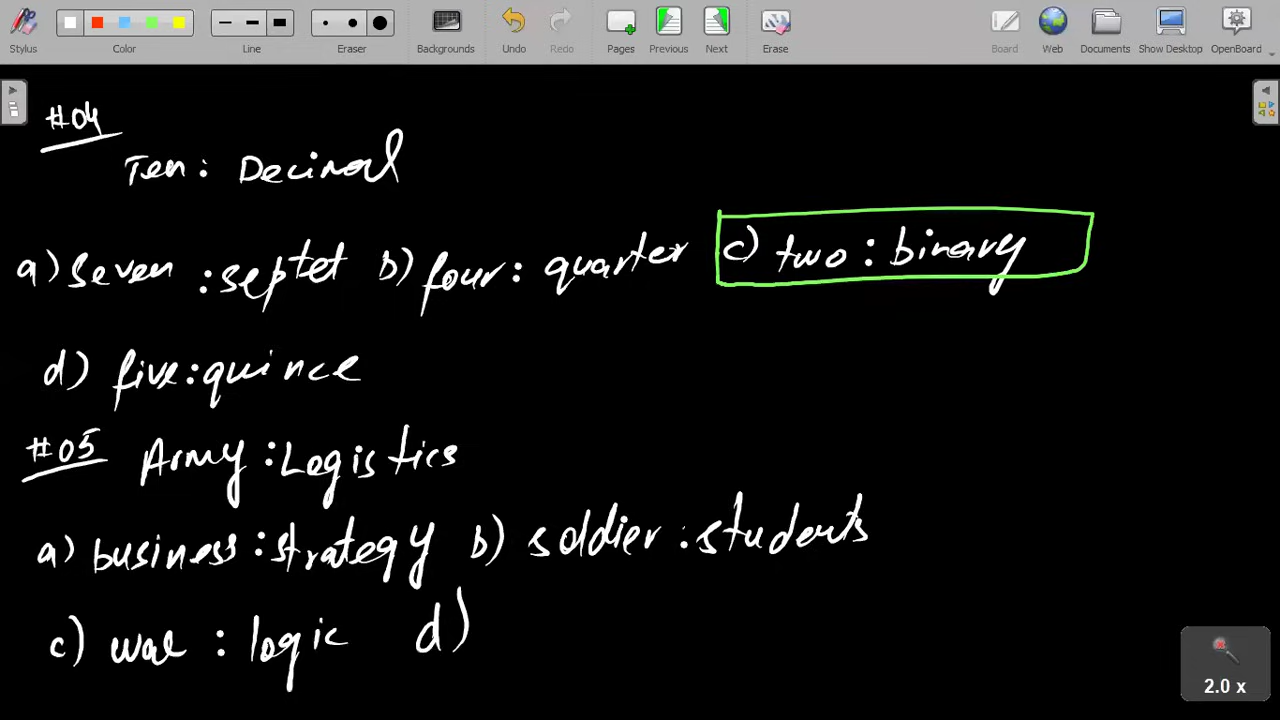 Stylus Color Line Eraser Backgrounds Undo Redo Pages Previous Next Erase Board Web Documents Show Desktop OpenBoard
#04
Ten: Decimal
a) seven : septet b) four : quarter c) two : binary
d) five : quince
#05 Army : Logistics
a) business : strategy b) soldier : students
c) war : logic d)
2.0 x